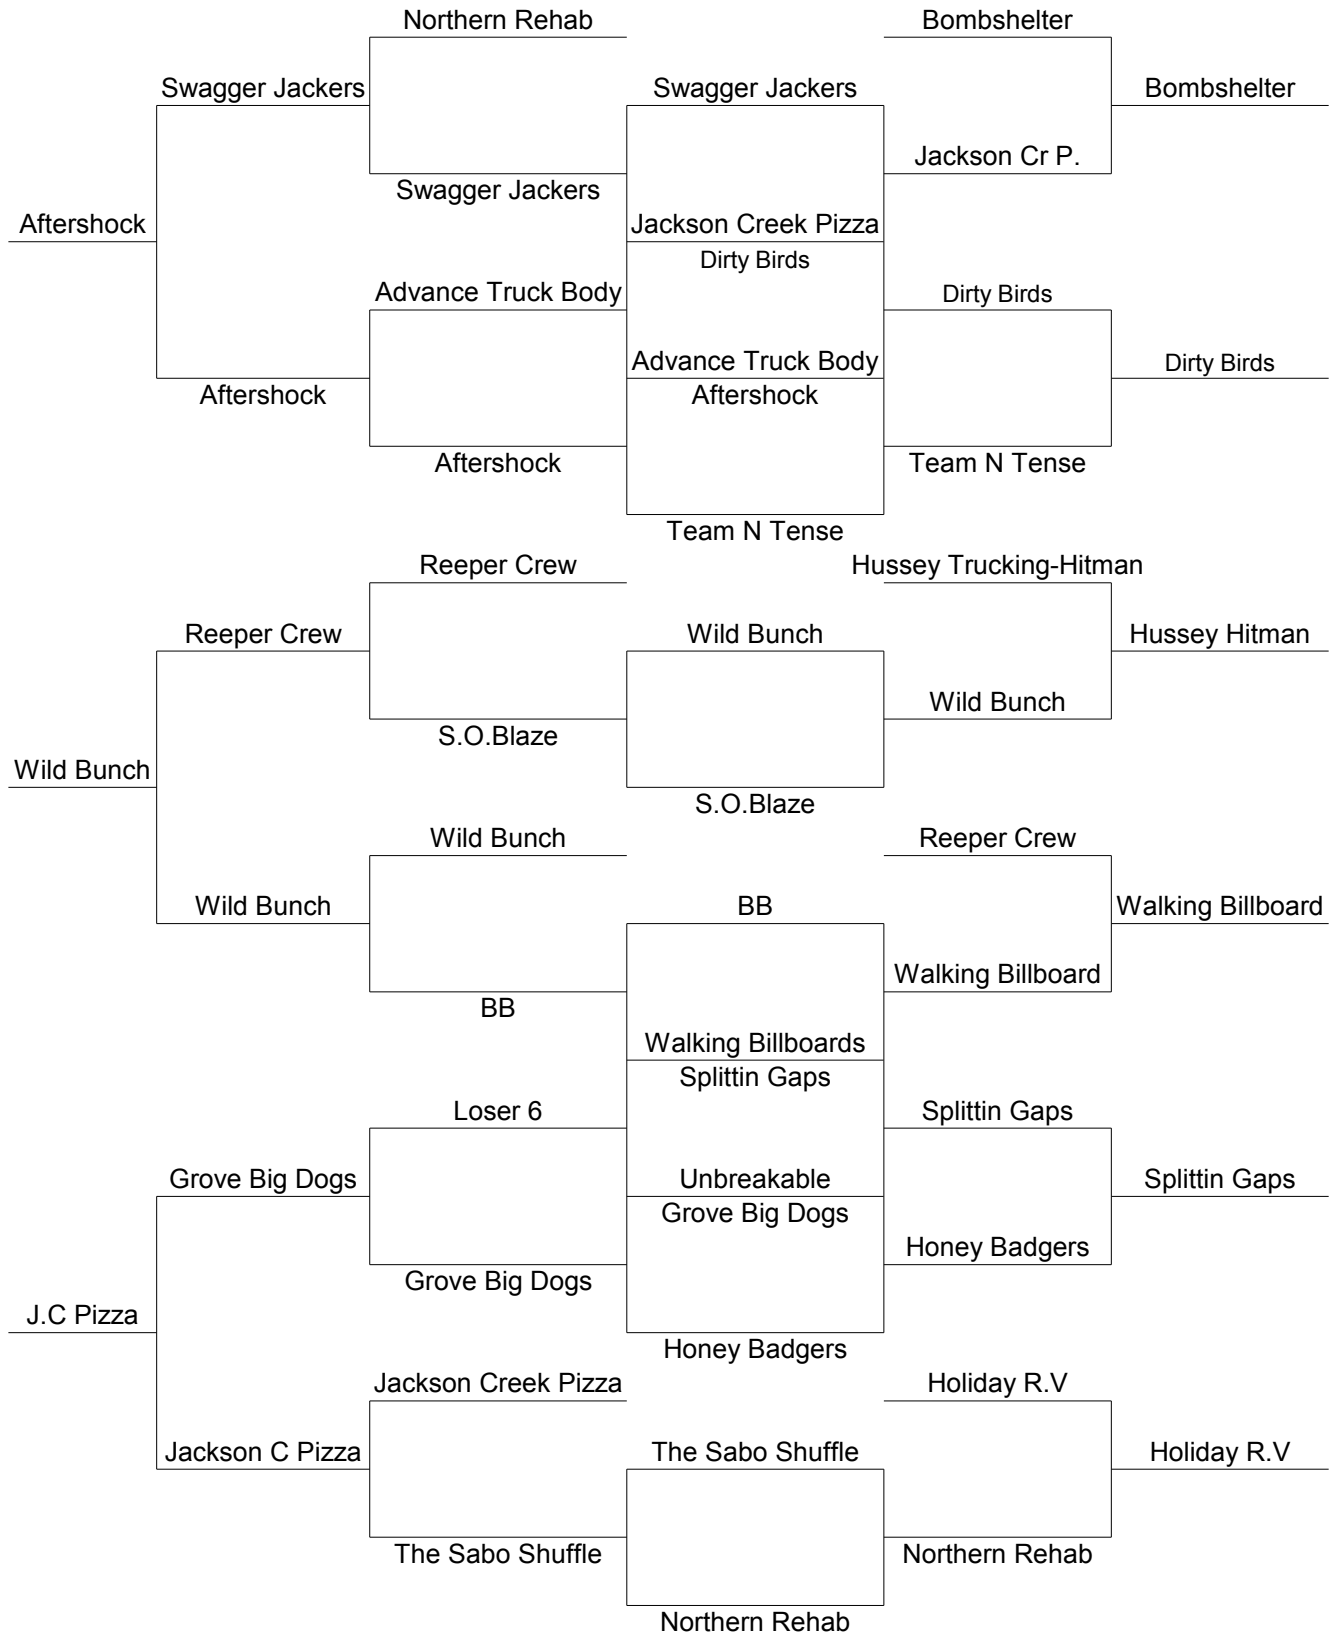 Northern Rehab
Bombshelter
Swagger Jackers
Swagger Jackers
Bombshelter
Jackson Cr P.
Swagger Jackers
Aftershock
Jackson Creek Pizza
Dirty Birds
Advance Truck Body
Dirty Birds
Advance Truck Body
Dirty Birds
Aftershock
Aftershock
Aftershock
Team N Tense
Team N Tense
Reeper Crew
Hussey Trucking-Hitman
Reeper Crew
Wild Bunch
Hussey Hitman
Wild Bunch
S.O.Blaze
Wild Bunch
S.O.Blaze
Wild Bunch
Reeper Crew
Wild Bunch
BB
Walking Billboard
Walking Billboard
BB
Walking Billboards
Splittin Gaps
Loser 6
Splittin Gaps
Grove Big Dogs
Unbreakable
Splittin Gaps
Grove Big Dogs
Honey Badgers
Grove Big Dogs
J.C Pizza
Honey Badgers
Jackson Creek Pizza
Holiday R.V
Jackson C Pizza
The Sabo Shuffle
Holiday R.V
The Sabo Shuffle
Northern Rehab
Northern Rehab